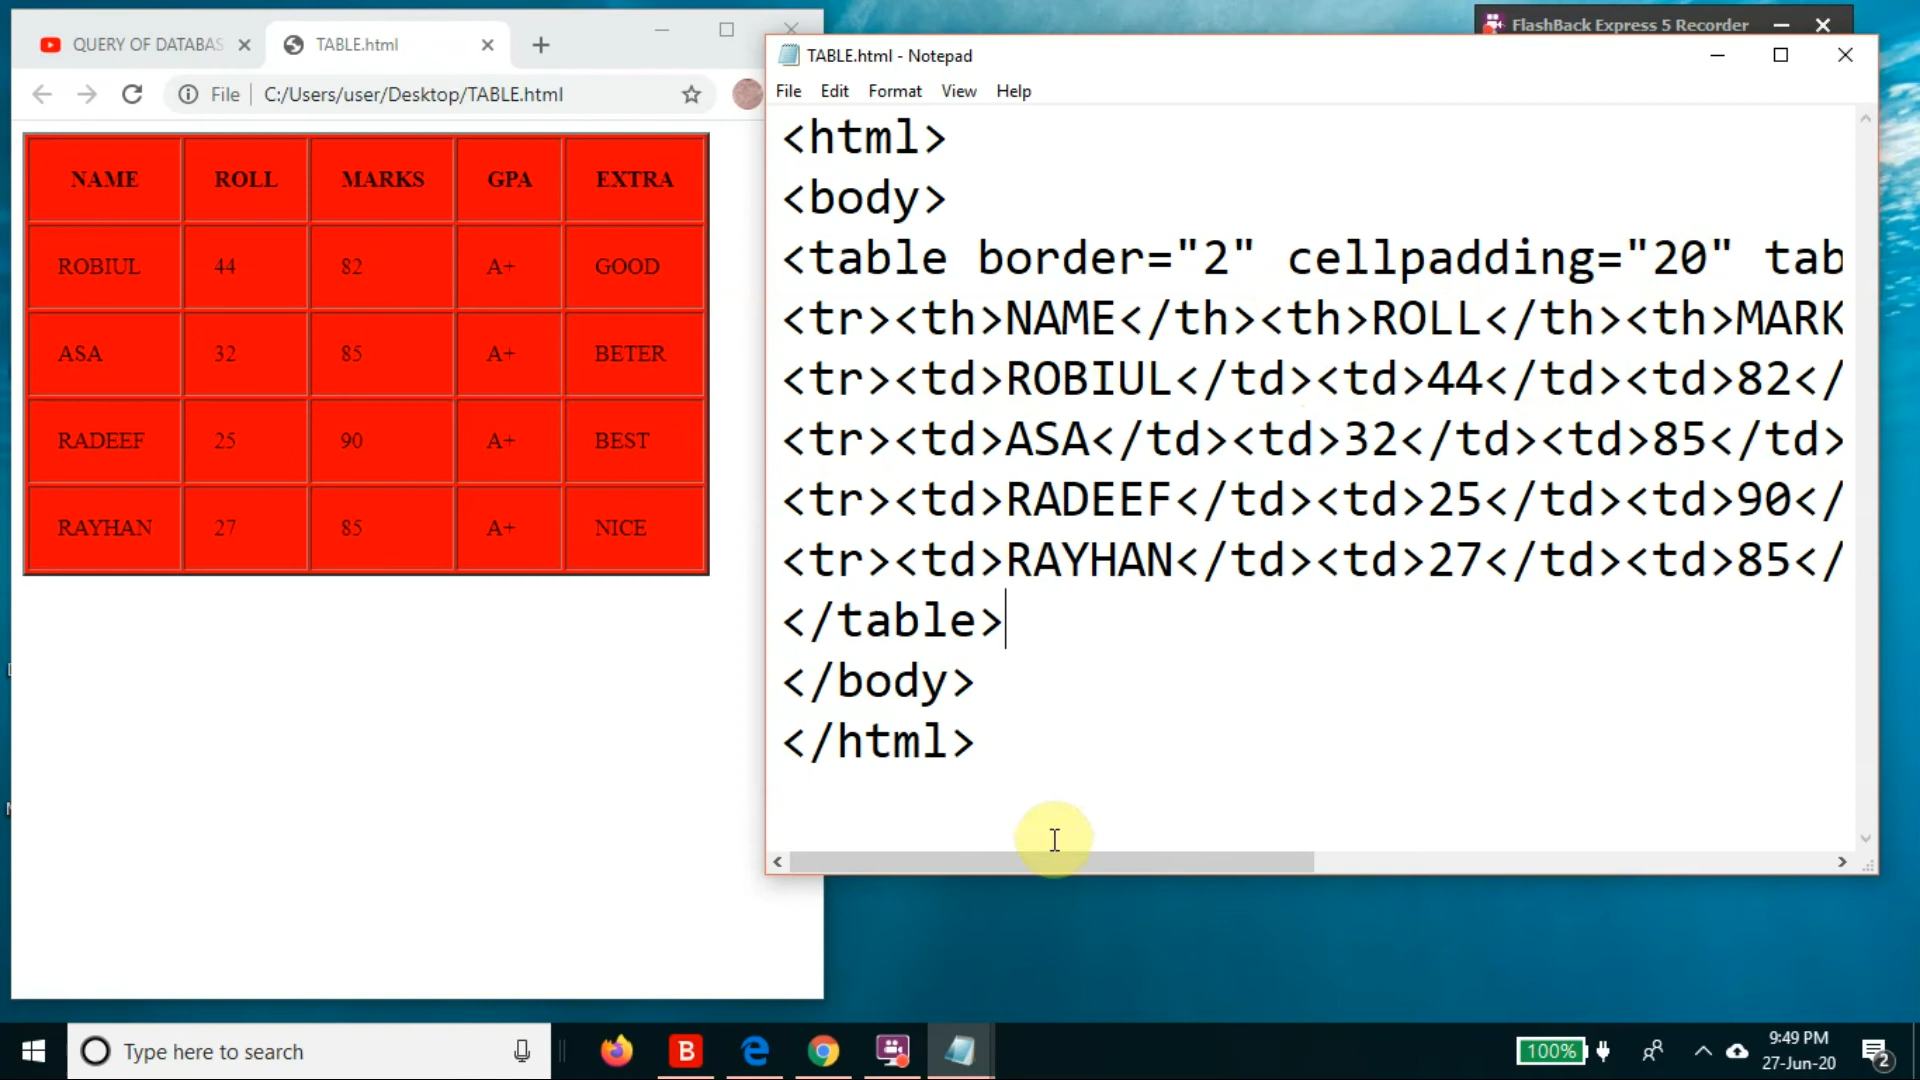 QUERY OF DATABAS
TABLE.html
File
C:/Users/user/Desktop/TABLE.html
NAME ROLL MARKS GPA EXTRA
ROBIUL 44 82 A+ GOOD
ASA 32 85 A+ BETER
RADEEF 25 90 A+ BEST
RAYHAN 27 85 A+ NICE
FlashBack Express 5 Recorder
TABLE.html - Notepad
File Edit Format View Help
<html>
<body>
<table border="2" cellpadding="20" tab
<tr><th>NAME</th><th>ROLL</th><th>MARK
<tr><td>ROBIUL</td><td>44</td><td>82</
<tr><td>ASA</td><td>32</td><td>85</td>
<tr><td>RADEEF</td><td>25</td><td>90</
<tr><td>RAYHAN</td><td>27</td><td>85</
</table>
</body>
</html>
Type here to search
B
100%
9:49 PM
27-Jun-20
2